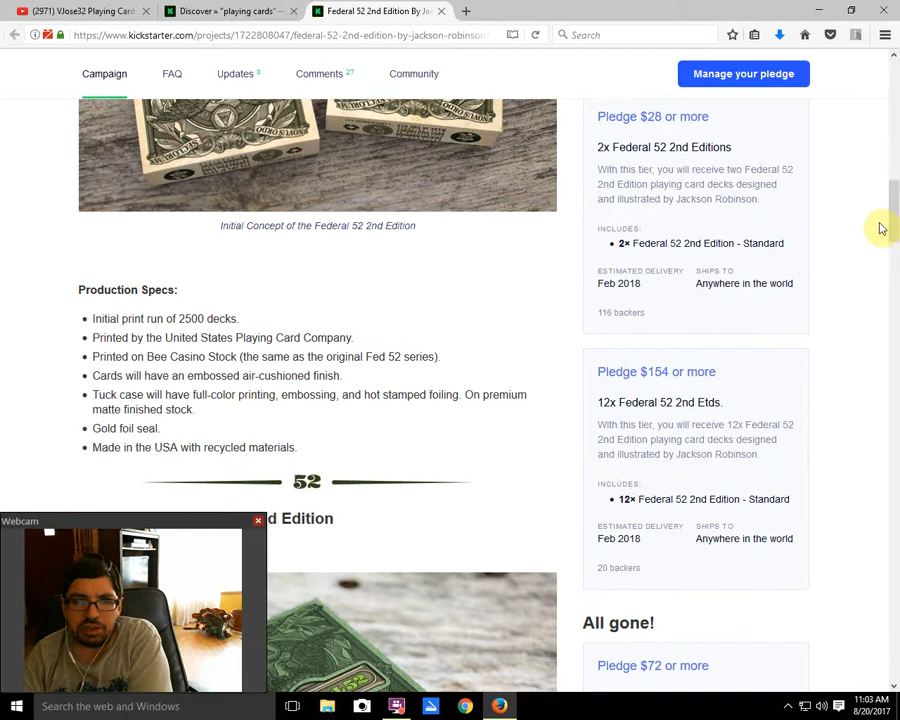 (2971) VJose32 Playing Card
Discover » "playing cards" —
Federal 52 2nd Edition By Jac
https://www.kickstarter.com/projects/1722808047/federal-52-2nd-edition-by-jackson-robinson
Search
Campaign
FAQ
Updates 0
Comments 27
Community
Manage your pledge
SECLORUM
NOVUS ORDO
Initial Concept of the Federal 52 2nd Edition
Production Specs:
Initial print run of 2500 decks.
Printed by the United States Playing Card Company.
Printed on Bee Casino Stock (the same as the original Fed 52 series).
Cards will have an embossed air-cushioned finish.
Tuck case will have full-color printing, embossing, and hot stamped foiling. On premium
matte finished stock.
Gold foil seal.
Made in the USA with recycled materials.
52
d Edition
Pledge $28 or more
2x Federal 52 2nd Editions
With this tier, you will receive two Federal 52
2nd Edition playing card decks designed
and illustrated by Jackson Robinson.
INCLUDES:
2× Federal 52 2nd Edition - Standard
ESTIMATED DELIVERY
SHIPS TO
Feb 2018
Anywhere in the world
116 backers
Pledge $154 or more
12x Federal 52 2nd Etds.
With this tier, you will receive 12x Federal 52
2nd Edition playing card decks designed
and illustrated by Jackson Robinson.
INCLUDES:
12× Federal 52 2nd Edition - Standard
ESTIMATED DELIVERY
SHIPS TO
Feb 2018
Anywhere in the world
20 backers
All gone!
Pledge $72 or more
Webcam
Search the web and Windows
11:03 AM
8/20/2017